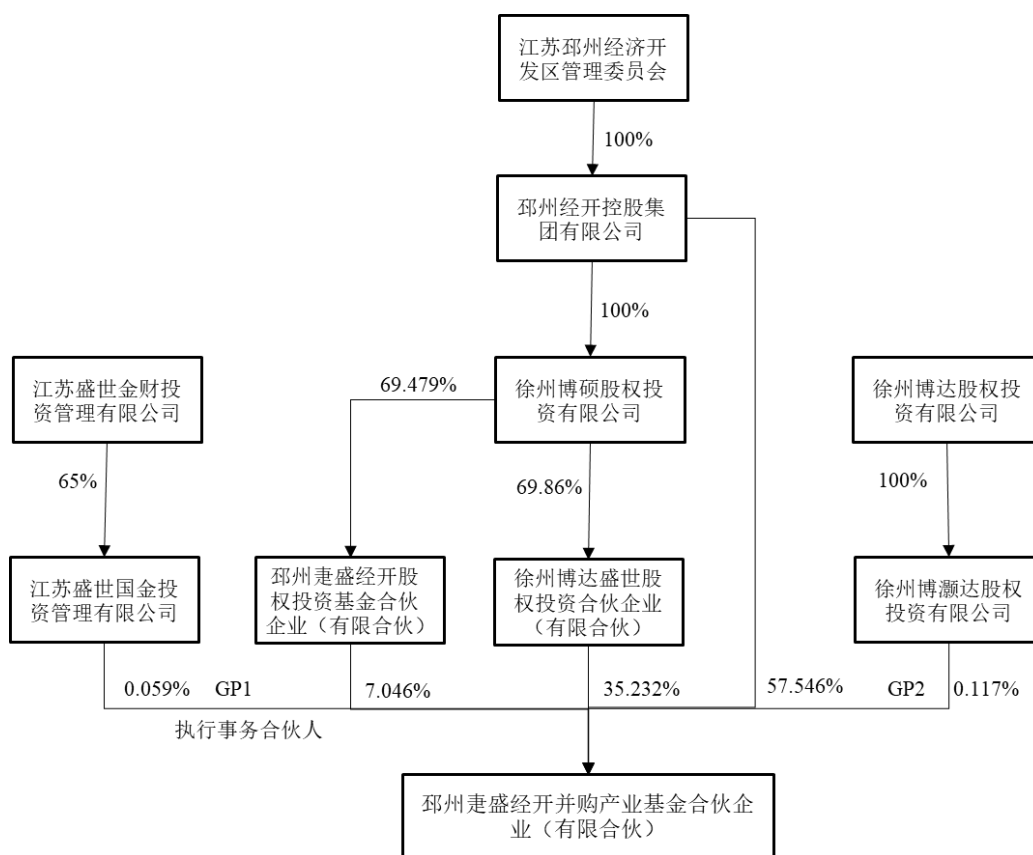 江苏邳州经济开
发区管理委员会
100%
邳州经开控股集
团有限公司
100%
江苏盛世金财投
资管理有限公司
69.479%
徐州博硕股权投
资有限公司
徐州博达股权投
资有限公司
65%
69.86%
100%
江苏盛世国金投
资管理有限公司
邳州疌盛经开股
权投资基金合伙
企业（有限合伙）
徐州博达盛世股
权投资合伙企业
（有限合伙）
徐州博灏达股权
投资有限公司
0.059% GP1
7.046%
35.232%
57.546%
GP2 0.117%
执行事务合伙人
邳州疌盛经开并购产业基金合伙企
业（有限合伙）